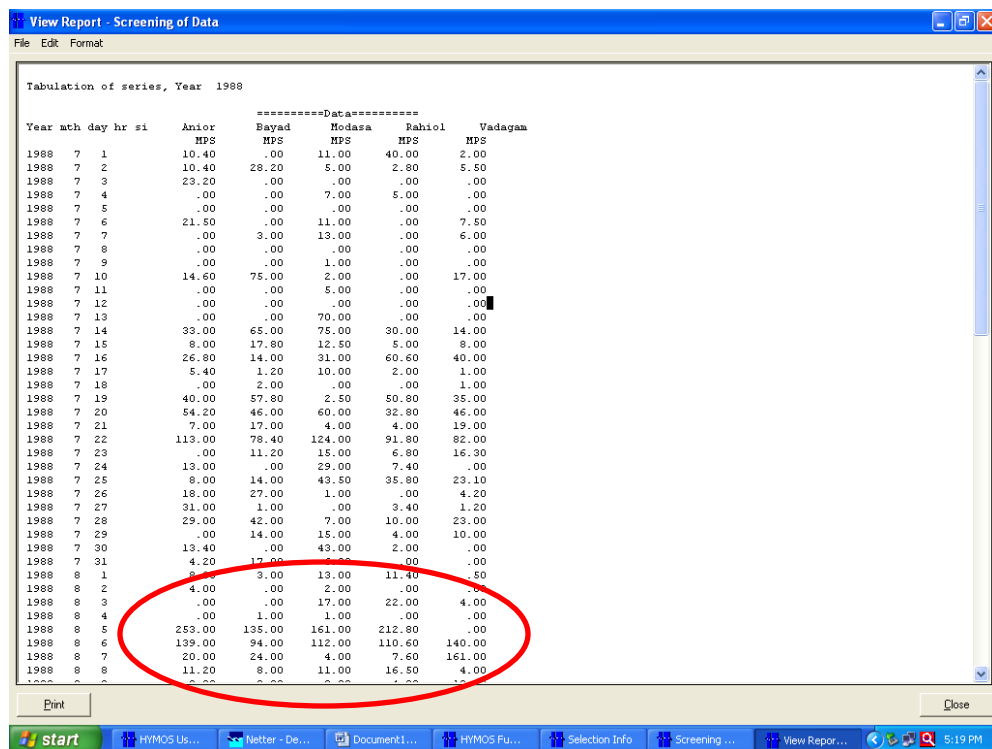 View Report - Screening of Data
File Edit Format
Tabulation of series, Year 1988
==========Data==========
Year mth day hr si Anior Bayad Modasa Rahiol Vadagam
MPS MPS MPS MPS MPS
1988 7 1 10.40 .00 11.00 40.00 2.00
1988 7 2 10.40 28.20 5.00 2.80 5.50
1988 7 3 23.20 .00 .00 .00 .00
1988 7 4 .00 .00 7.00 5.00 .00
1988 7 5 .00 .00 .00 .00 .00
1988 7 6 21.50 .00 11.00 .00 7.50
1988 7 7 .00 3.00 13.00 .00 6.00
1988 7 8 .00 .00 .00 .00 .00
1988 7 9 .00 .00 1.00 .00 .00
1988 7 10 14.60 75.00 2.00 .00 17.00
1988 7 11 .00 .00 5.00 .00 .00
1988 7 12 .00 .00 .00 .00 .00
1988 7 13 .00 .00 70.00 .00 .00
1988 7 14 33.00 65.00 75.00 30.00 14.00
1988 7 15 8.00 17.80 12.50 5.00 8.00
1988 7 16 26.80 14.00 31.00 60.60 40.00
1988 7 17 5.40 1.20 10.00 2.00 1.00
1988 7 18 .00 2.00 .00 .00 1.00
1988 7 19 40.00 57.80 2.50 50.80 35.00
1988 7 20 54.20 46.00 60.00 32.80 46.00
1988 7 21 7.00 17.00 4.00 4.00 19.00
1988 7 22 113.00 78.40 124.00 91.80 82.00
1988 7 23 .00 11.20 15.00 6.80 16.30
1988 7 24 13.00 .00 29.00 7.40 .00
1988 7 25 8.00 14.00 43.50 35.80 23.10
1988 7 26 18.00 27.00 1.00 .00 4.20
1988 7 27 31.00 1.00 .00 3.40 1.20
1988 7 28 29.00 42.00 7.00 10.00 23.00
1988 7 29 .00 14.00 15.00 4.00 10.00
1988 7 30 13.40 .00 43.00 2.00 .00
1988 7 31 4.20 17.00 .00 .00
1988 8 1 3.00 13.00 11.40 .50
1988 8 2 4.00 .00 2.00 .00
1988 8 3 .00 .00 17.00 22.00 4.00
1988 8 4 .00 1.00 1.00 .00 .00
1988 8 5 253.00 135.00 161.00 212.80 .00
1988 8 6 139.00 94.00 112.00 110.60 140.00
1988 8 7 20.00 24.00 4.00 7.60 161.00
1988 8 8 11.20 8.00 11.00 16.50 4.00
Print Close
start HYMOS Us... Netter - De... Document1... HYMOS Fu... Selection Info Screening ... View Repor... 5:19 PM